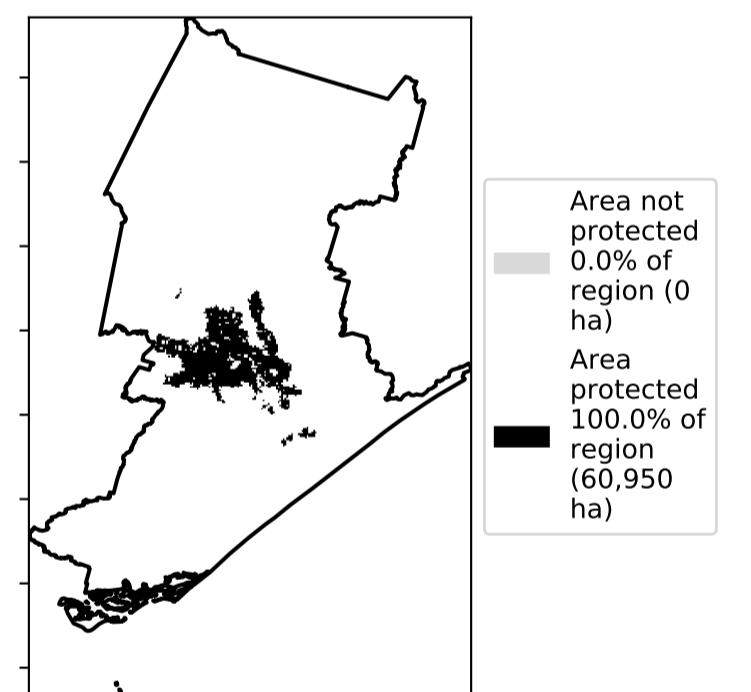 Area not
protected
0.0% of
region (0
ha)
Area
protected
100.0% of
region
(60,950
ha)